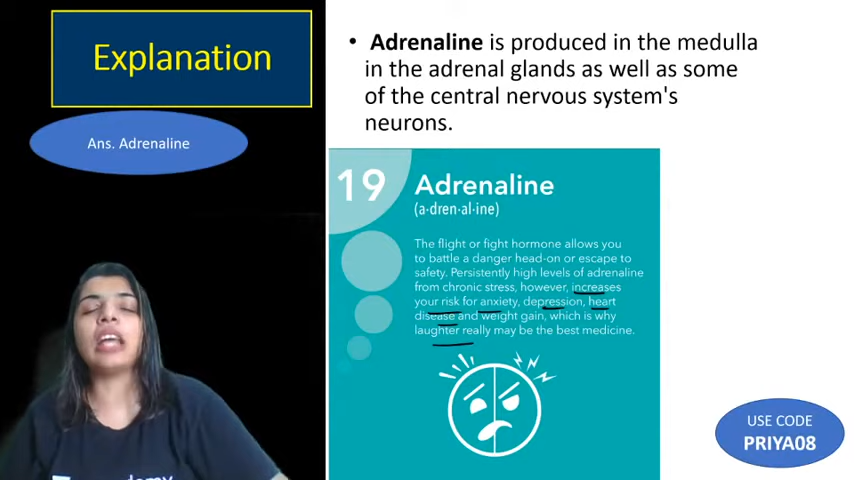 Explanation
Ans. Adrenaline
• Adrenaline is produced in the medulla
in the adrenal glands as well as some
of the central nervous system's
neurons.
19
Adrenaline
(a·dren·al·ine)
The flight or fight hormone allows you
to battle a danger head-on or escape to
safety. Persistently high levels of adrenaline
from chronic stress, however, increases
your risk for anxiety, depression, heart
disease and weight gain, which is why
laughter really may be the best medicine.
USE CODE
PRIYA08